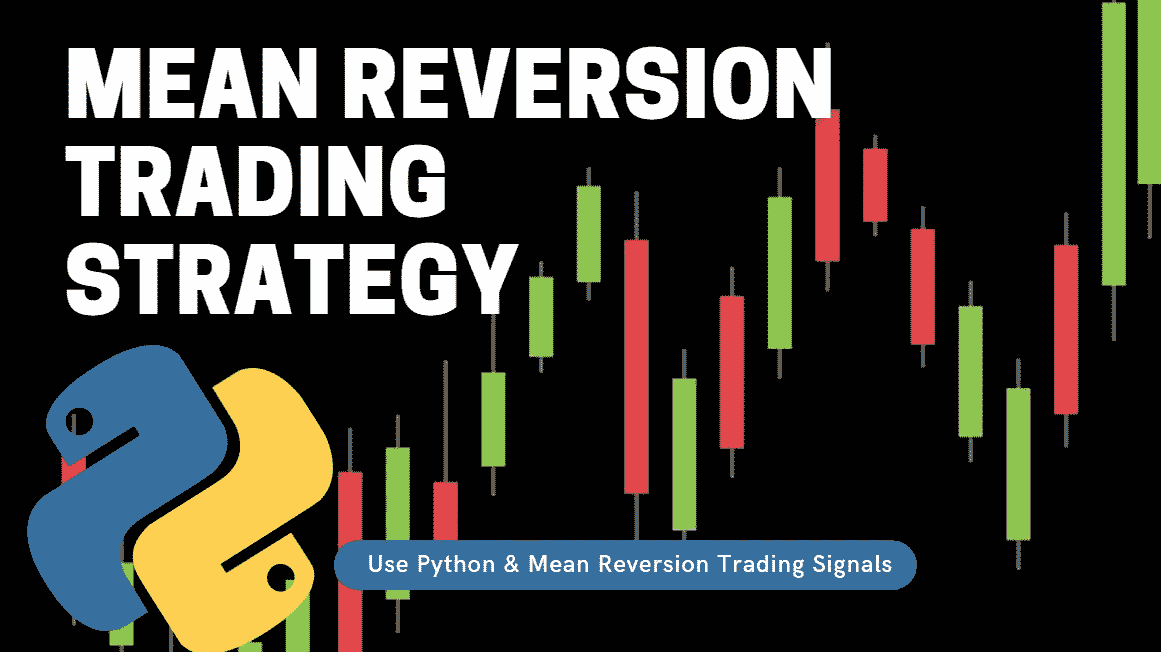 MEAN REVERSION
TRADING
STRATEGY
Use Python & Mean Reversion Trading Signals